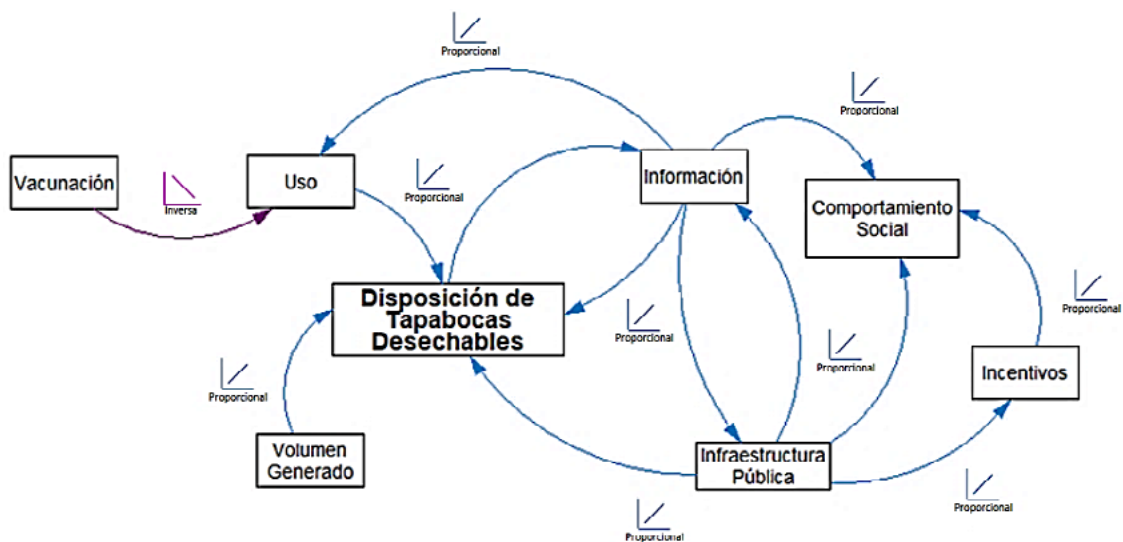 Proporcional
Proporcional
Vacunación
Inversa
Uso
Proporcional
Información
Comportamiento
Social
Disposición de
Tapabocas
Desechables
Proporcional
Proporcional
Proporcional
Proporcional
Incentivos
Volumen
Generado
Infraestructura
Pública
Proporcional
Proporcional